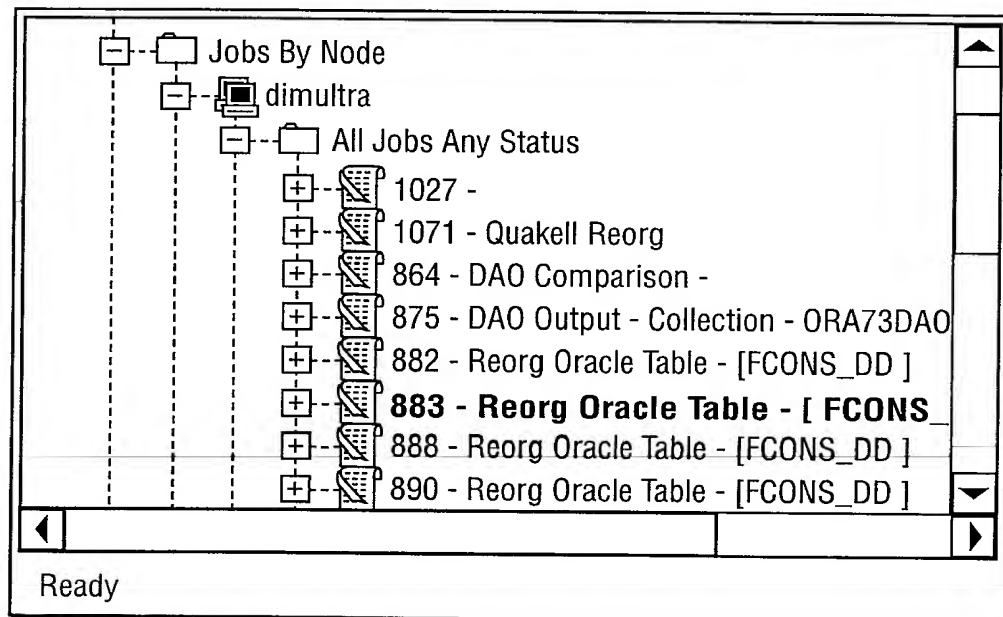 Jobs By Node
dimultra
All Jobs Any Status
1027 -
1071 - Quakell Reorg
864 - DAO Comparison -
875 - DAO Output - Collection - ORA73DAO
882 - Reorg Oracle Table - [FCONS_DD ]
883 - Reorg Oracle Table - [ FCONS_
888 - Reorg Oracle Table - [FCONS_DD ]
890 - Reorg Oracle Table - [FCONS_DD ]
Ready